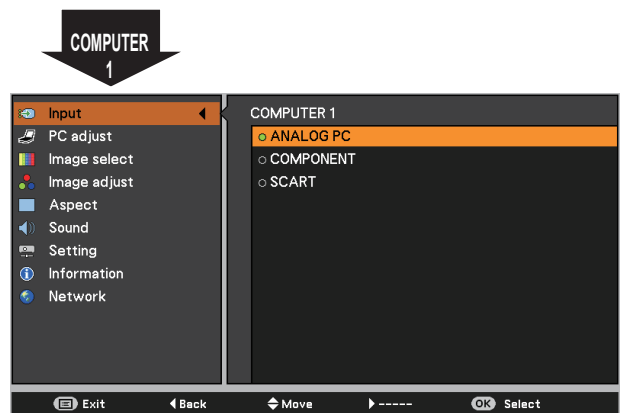 COMPUTER
1
Input
PC adjust
Image select
Image adjust
Aspect
Sound
Setting
Information
Network
COMPUTER 1
ANALOG PC
COMPONENT
SCART
Exit Back Move ----- OK Select